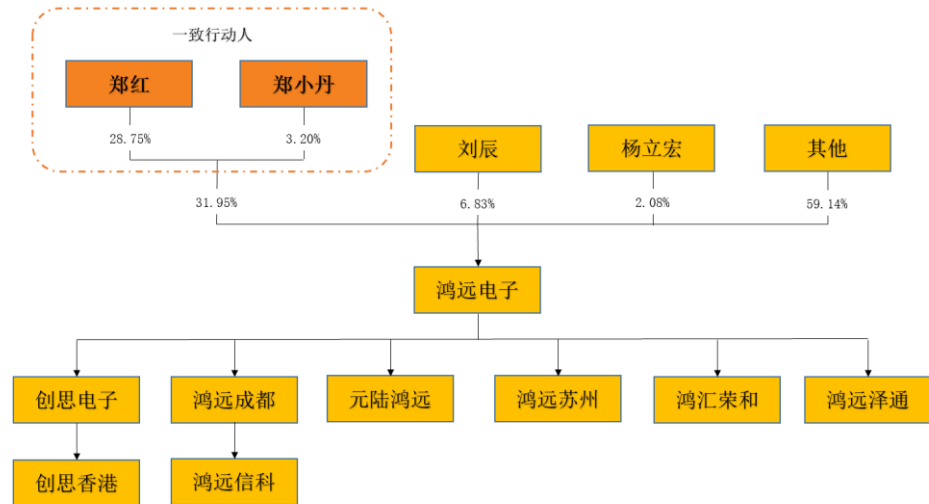 一致行动人
郑红
郑小丹
28.75%
3.20%
刘辰
杨立宏
其他
31.95%
6.83%
2.08%
59.14%
鸿远电子
创思电子
鸿远成都
元陆鸿远
鸿远苏州
鸿汇荣和
鸿远泽通
创思香港
鸿远信科